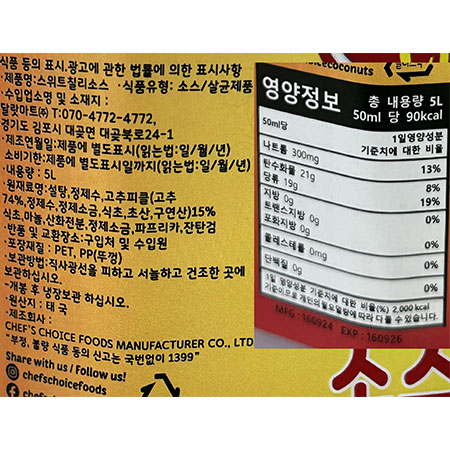 식품 등의 표시.광고에 관한 법률에 의한 표시사항
·제품명:스위트칠리소스 ·식품유형: 소스/살균제품
·수입업소명 및 소재지 :
달랏마트/T:070-4772-4772,
경기도 김포시 대곶면 대곶북로24-1
·제조연월일:제품에 별도표시(읽는법:일/월/년)
소비기한:제품에 별도표시일까지(읽는법:일/월/년)
·내용량 : 5L
·원재료명:설탕,정제수,고추피클(고추
74%,정제수,정제소금,식초,초산,구연산)15%
식초,마늘,산화전분,정제소금,파프리카,잔탄검
·반품 및 교환장소:구입처 및 수입원
·포장재질 : PET, PP(뚜껑)
·보관방법:직사광선을 피하고 서늘하고 건조한 곳에
보관하십시오.
·개봉 후 냉장보관 하십시오.
·원산지 : 태 국
·제조회사 :
CHEF'S CHOICE FOODS MANUFACTURER CO., LTD
·부정, 불량 식품 등의 신고는 국번없이 1399"
Share with us / Follow us
chefschoicefoods
/choicecoconuts
영양정보
총 내용량 5L
50ml 당 90kcal
50ml당
1일영양성분
기준치에 대한 비율
나트륨 300mg 13%
탄수화물 21g 8%
당류 19g 19%
지방 0g 0%
트랜스지방 0g
포화지방 0g 0%
콜레스테롤 0mg 0%
단백질 0g 0%
1일 영양성분 기준치에 대한 비율(%) 2,000kcal
기준이므로 개인의 필요열량에 따라 다를 수 있습니다.
MFG : 160924 EXP : 160926
소스